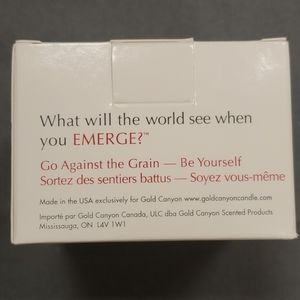 What will the world see when
you EMERGE?™
Go Against the Grain — Be Yourself
Sortez des sentiers battus — Soyez vous-même
Made in the USA exclusively for Gold Canyon www.goldcanyoncandle.com
Importé par Gold Canyon Canada, ULC dba Gold Canyon Scented Products
Mississauga, ON L4V 1W1